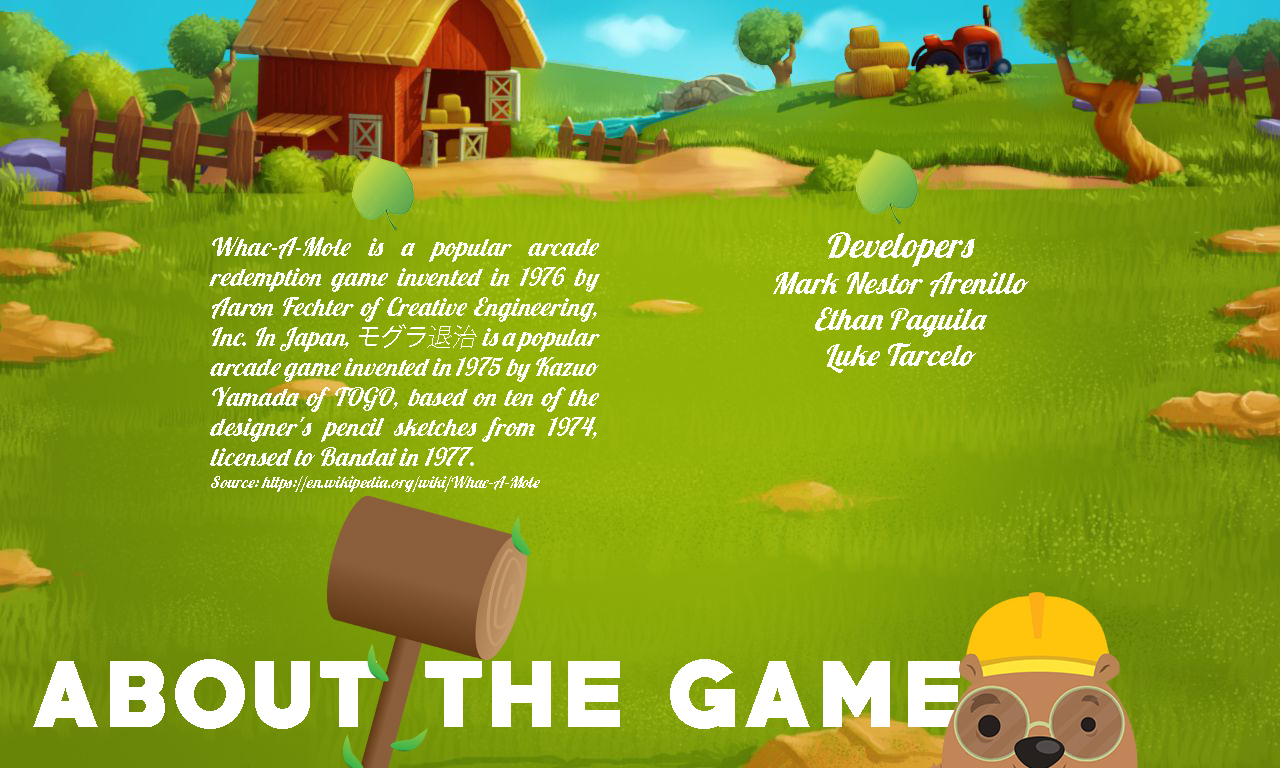 Whac-A-Mole is a popular arcade
redemption game invented in 1976 by
Aaron Fechter of Creative Engineering,
Inc. In Japan, モグラ退治 is a popular
arcade game invented in 1975 by Kazuo
Yamada of TOGO, based on ten of the
designer's pencil sketches from 1974,
licensed to Bandai in 1977.
Source: https://en.wikipedia.org/wiki/Whac-A-Mole
Developers
Mark Nestor Arenillo
Ethan Paguila
Luke Tarcelo
ABOUT THE GAME